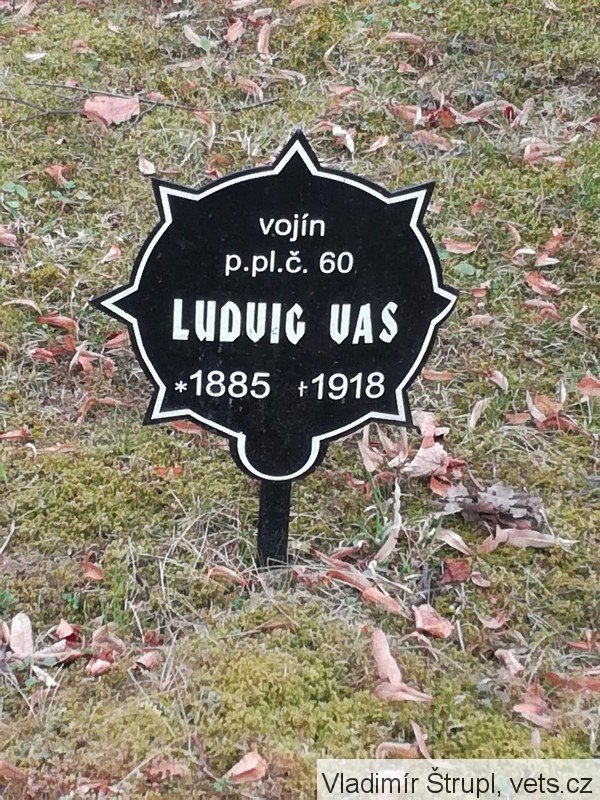 vojín
p.pl.č. 60
LUDVIG VAS
*1885 †1918
Vladimír Štrupl, vets.cz